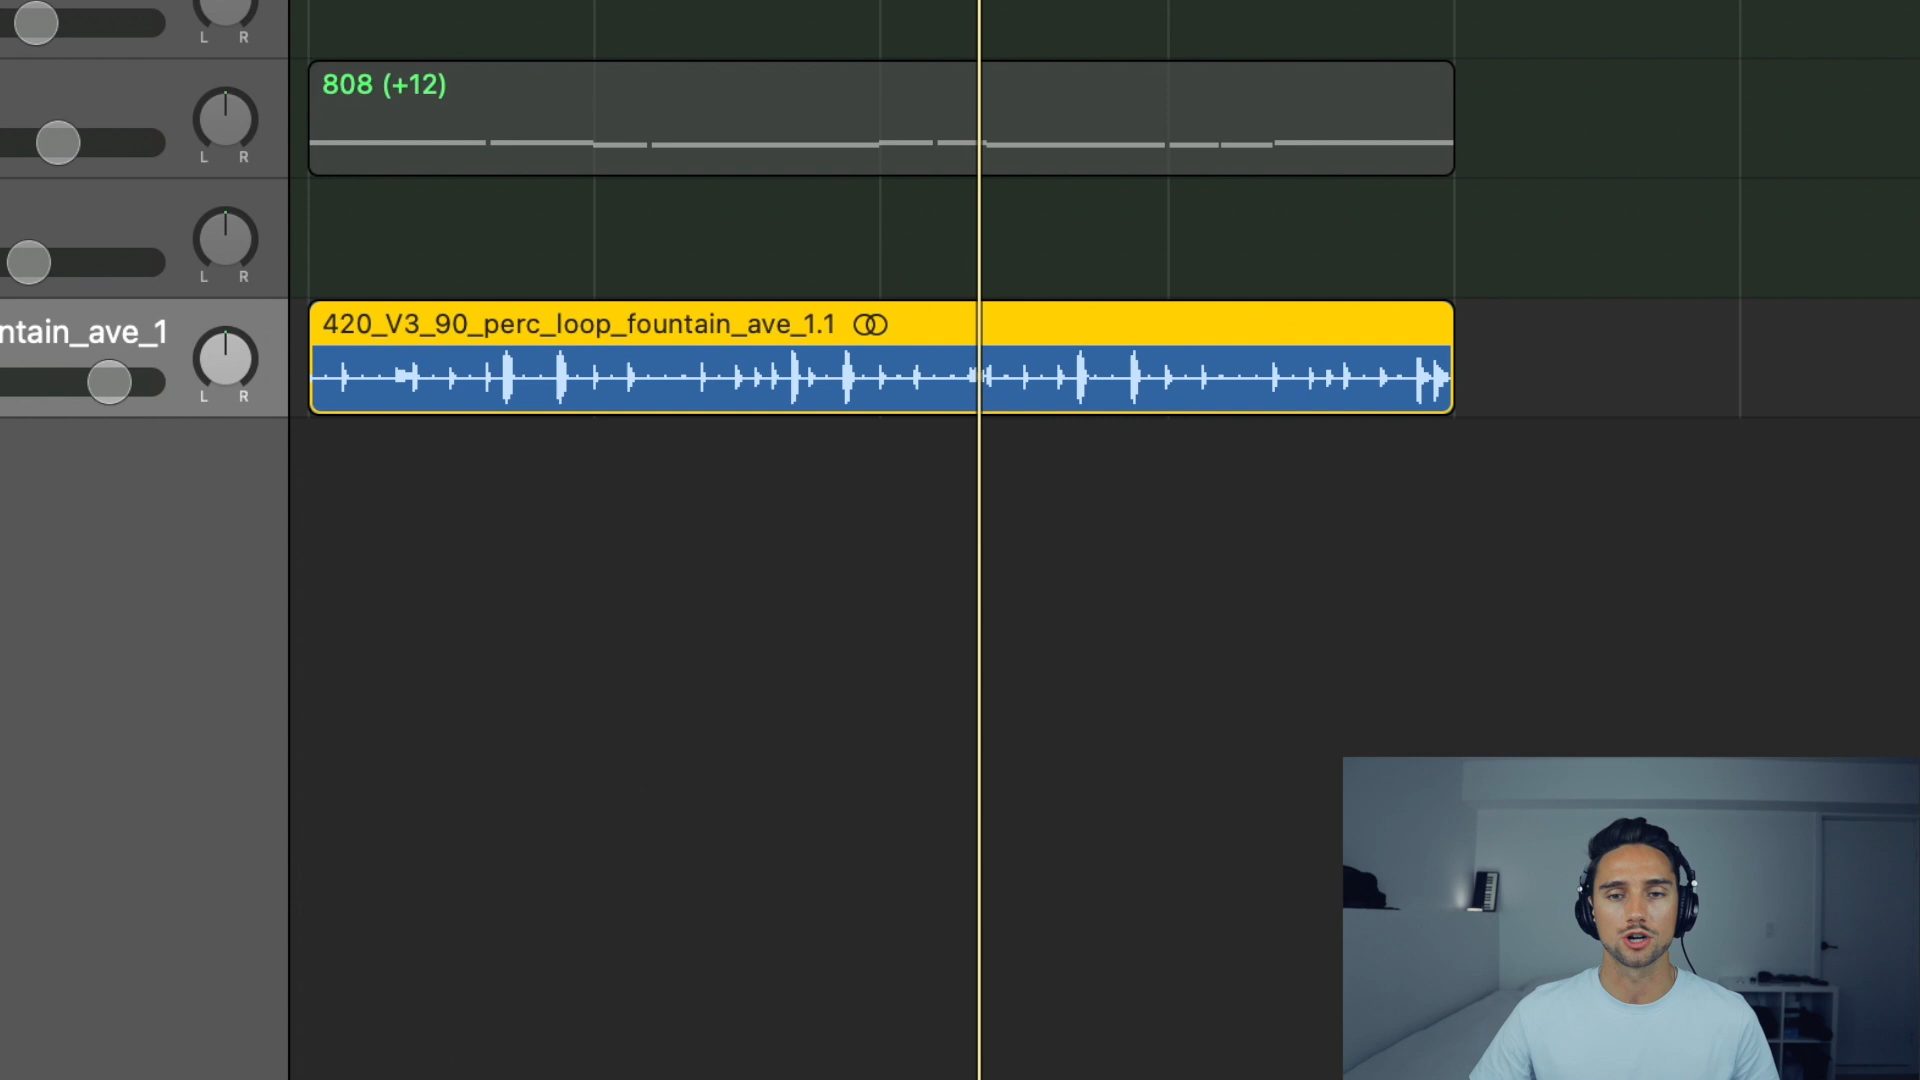 L R
808 (+12)
L R
L R
ntain_ave_1
420_V3_90_perc_loop_fountain_ave_1.1
L R